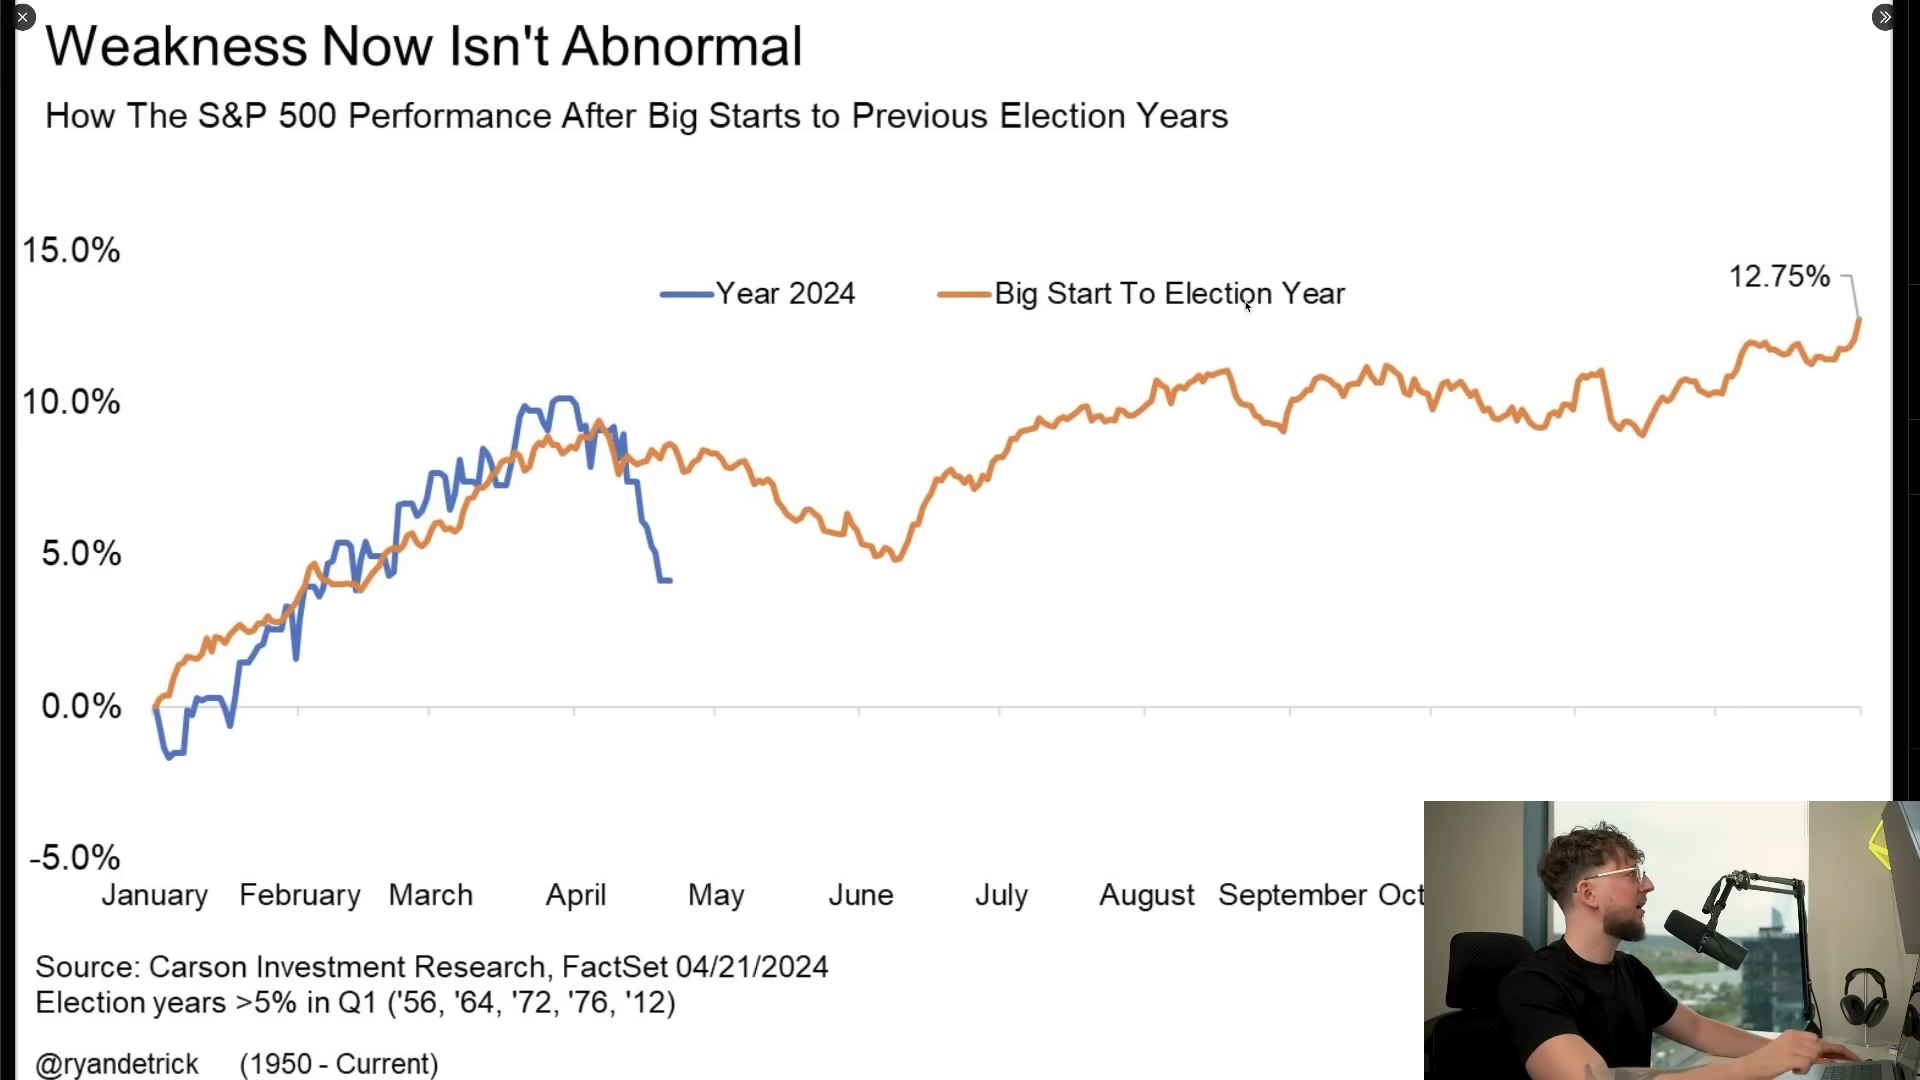 Weakness Now Isn't Abnormal
How The S&P 500 Performance After Big Starts to Previous Election Years
15.0%
12.75%
Year 2024
Big Start To Election Year
10.0%
5.0%
0.0%
-5.0%
January February March April May June July August September Oct
Source: Carson Investment Research, FactSet 04/21/2024
Election years >5% in Q1 ('56, '64, '72, '76, '12)
@ryandetrick (1950 - Current)